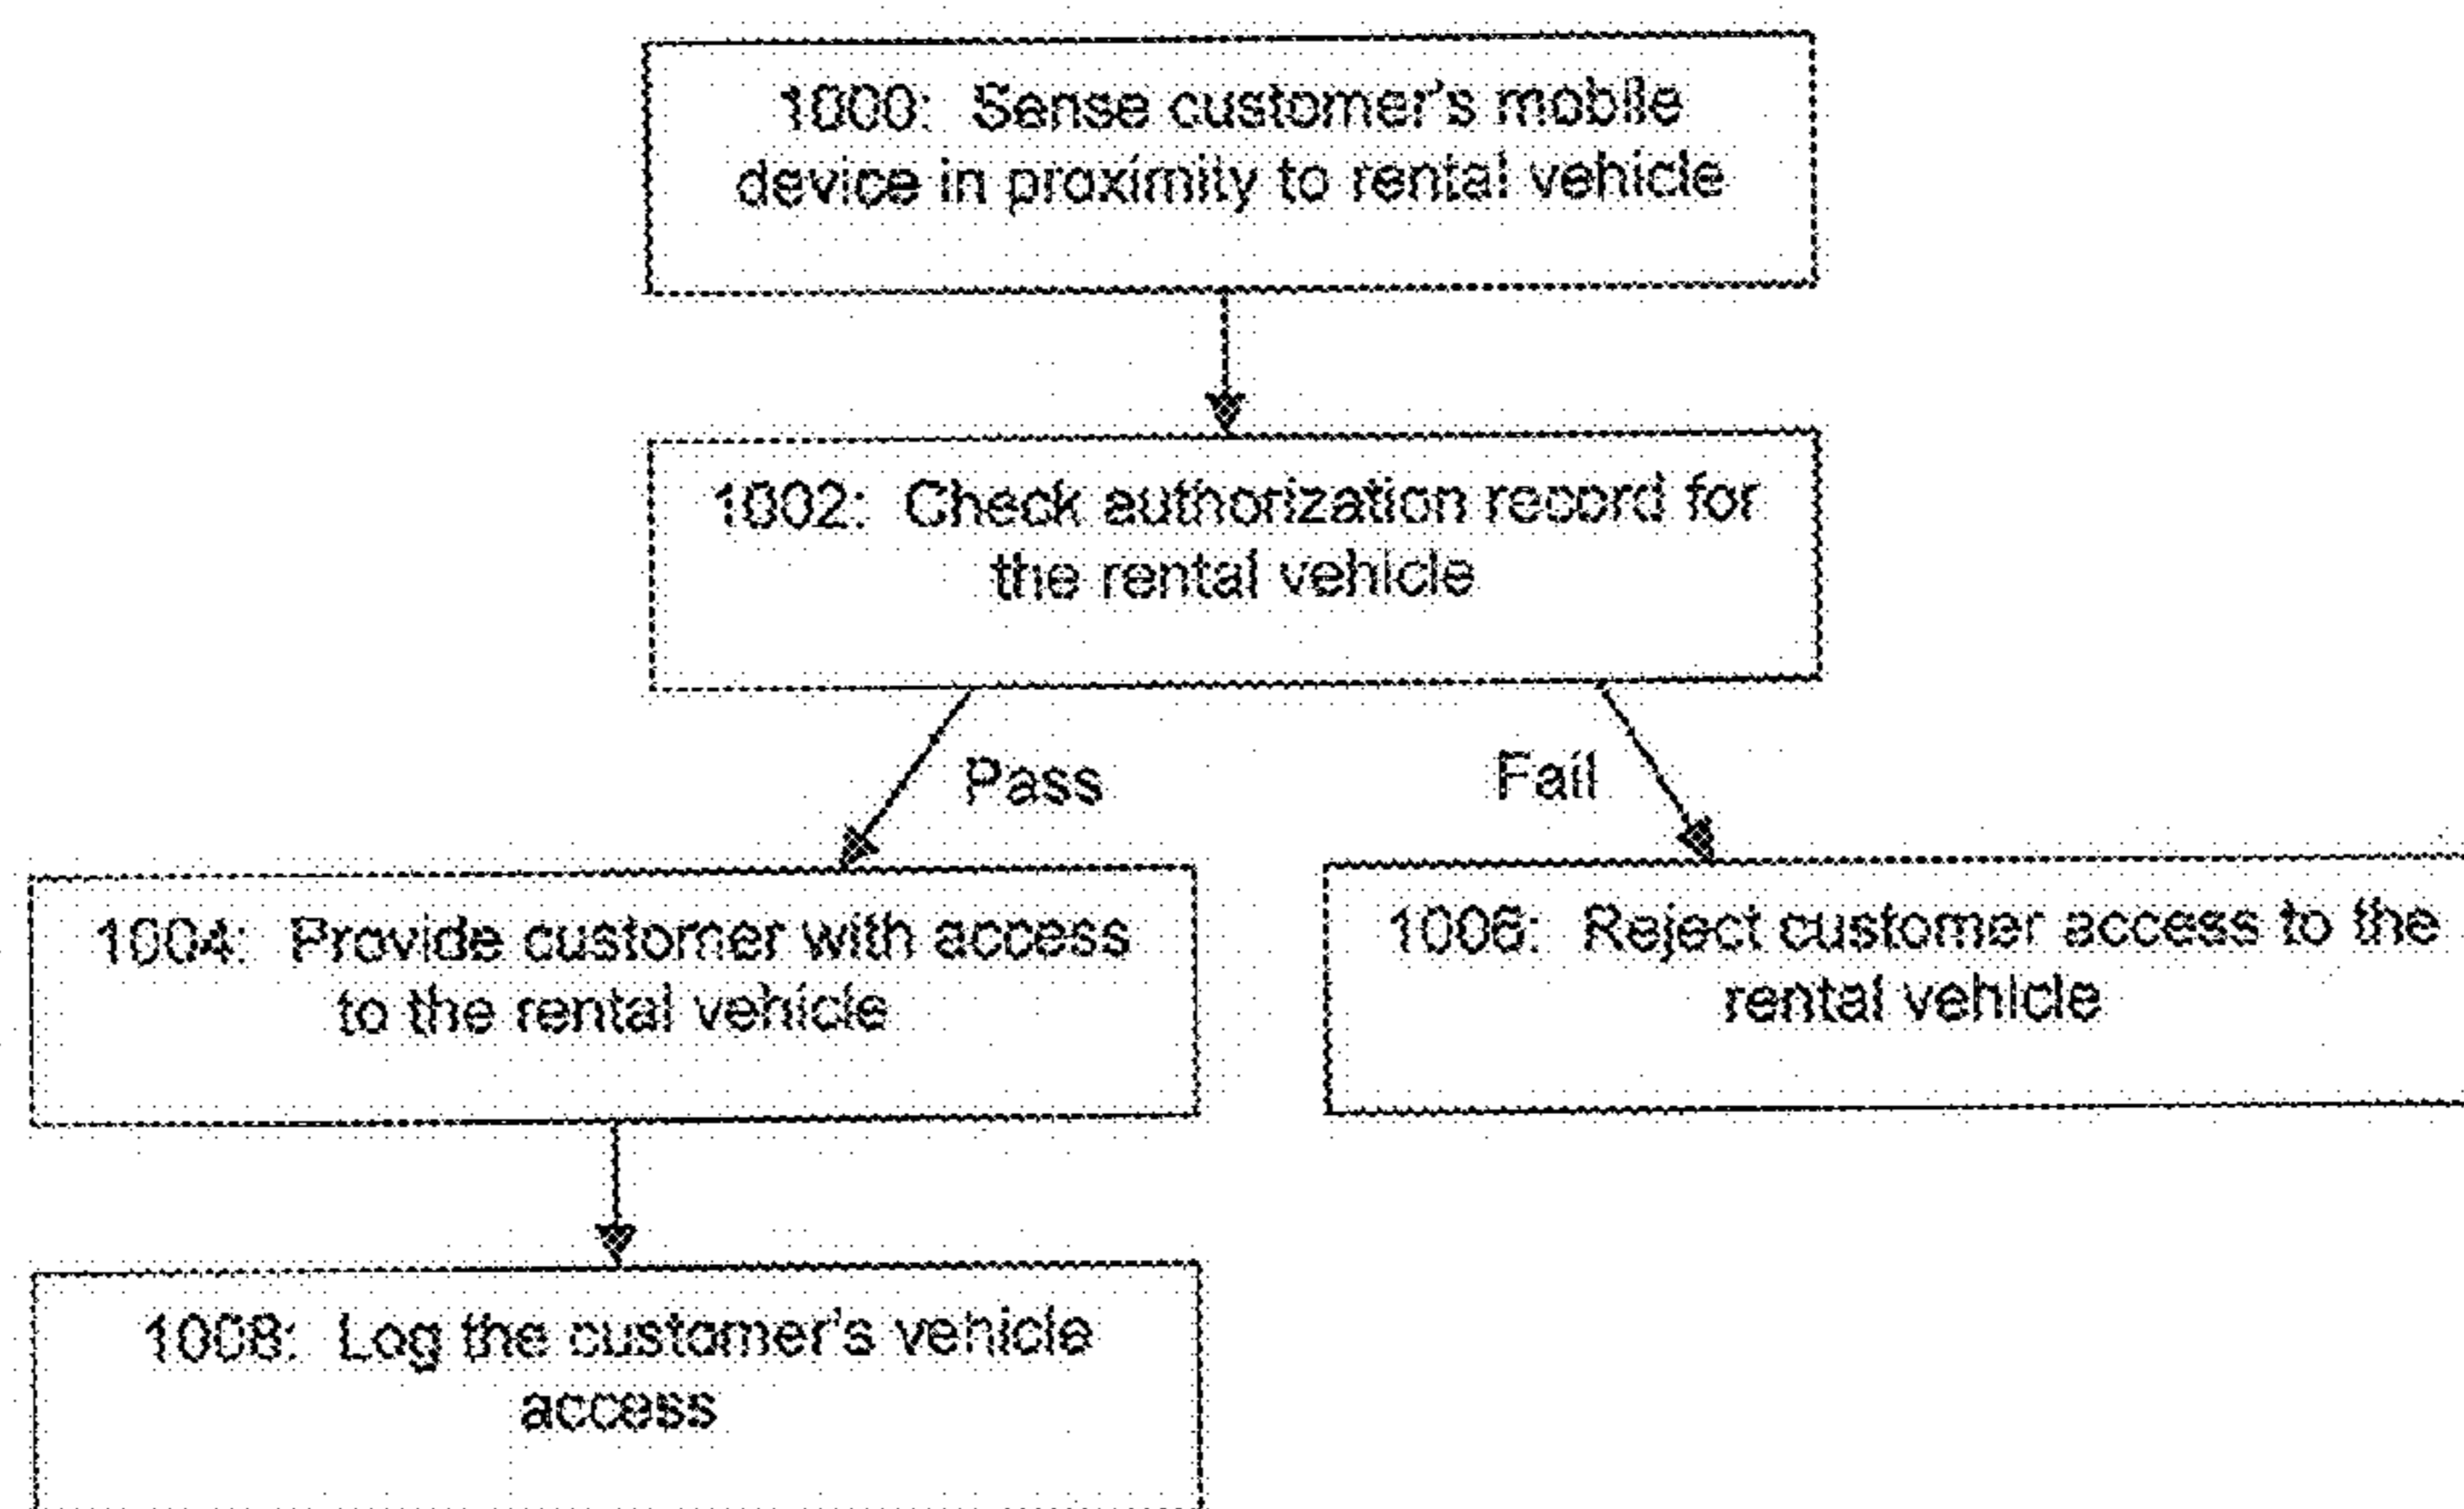 1000: Sense customer's mobile
device in proximity to rental vehicle
1002: Check authorization record for
the rental vehicle
Pass
Fail
1004: Provide customer with access
to the rental vehicle
1006: Reject customer access to the
rental vehicle
1008: Log the customer's vehicle
access